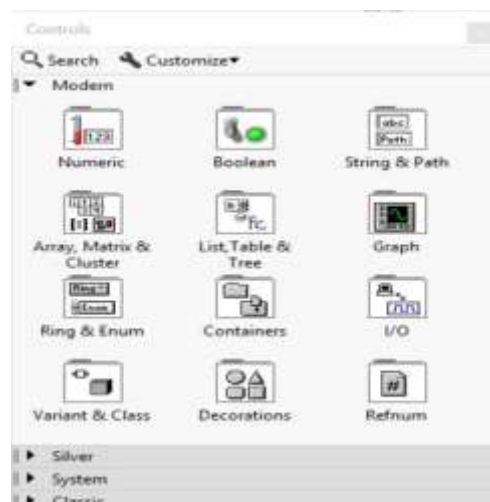 Controls
Search Customize
Modern
Numeric Boolean String & Path
Array, Matrix & Cluster List, Table & Tree Graph
Ring & Enum Containers I/O
Variant & Class Decorations Refnum
Silver
System
Classic